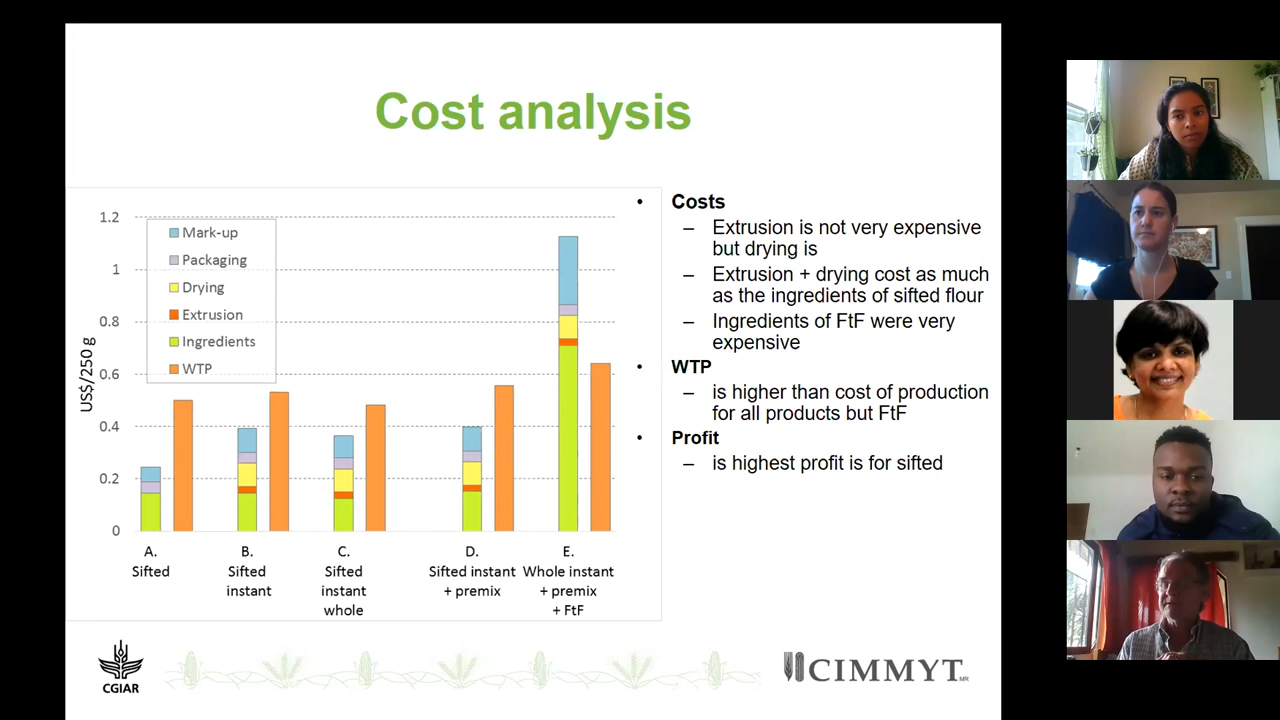 Cost analysis
1.2
1
0.8
0.6
0.4
0.2
0
US$/250 g
Mark-up
Packaging
Drying
Extrusion
Ingredients
WTP
A.
Sifted
B.
Sifted
instant
C.
Sifted
instant
whole
D.
Sifted instant
+ premix
E.
Whole instant
+ premix
+ FtF
• Costs
– Extrusion is not very expensive
but drying is
– Extrusion + drying cost as much
as the ingredients of sifted flour
– Ingredients of FtF were very
expensive
• WTP
– is higher than cost of production
for all products but FtF
• Profit
– is highest profit is for sifted
CGIAR
CIMMYT MR